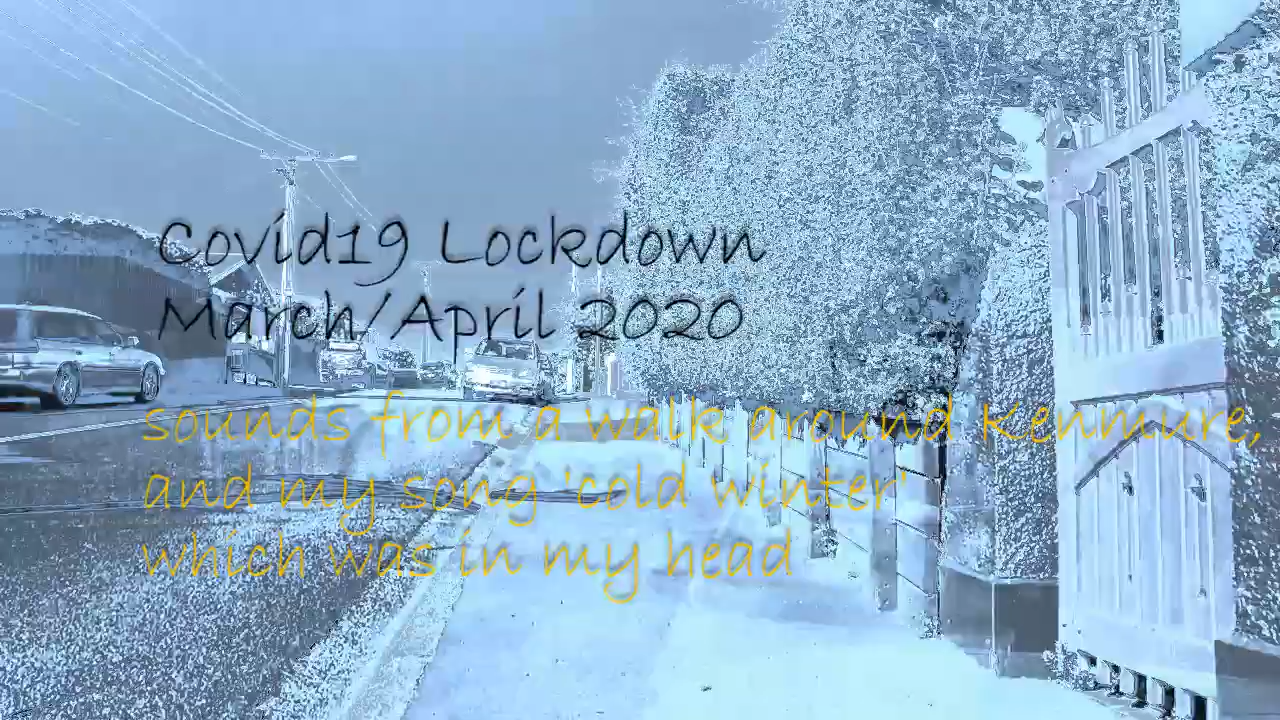 Covid19 Lockdown
March/April 2020
sounds from a walk around Kenmure,
and my song 'cold winter'
which was in my head